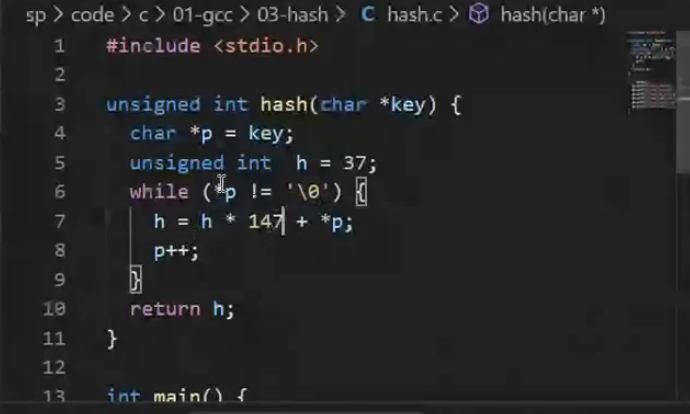 sp > code > c > 01-gcc > 03-hash > C hash.c > hash(char *)
1 #include <stdio.h>
2
3 unsigned int hash(char *key) {
4 char *p = key;
5 unsigned int  h = 37;
6 while (*p != '\0') {
7 h = h * 147 + *p;
8 p++;
9 }
10 return h;
11 }
12
13 int main() {